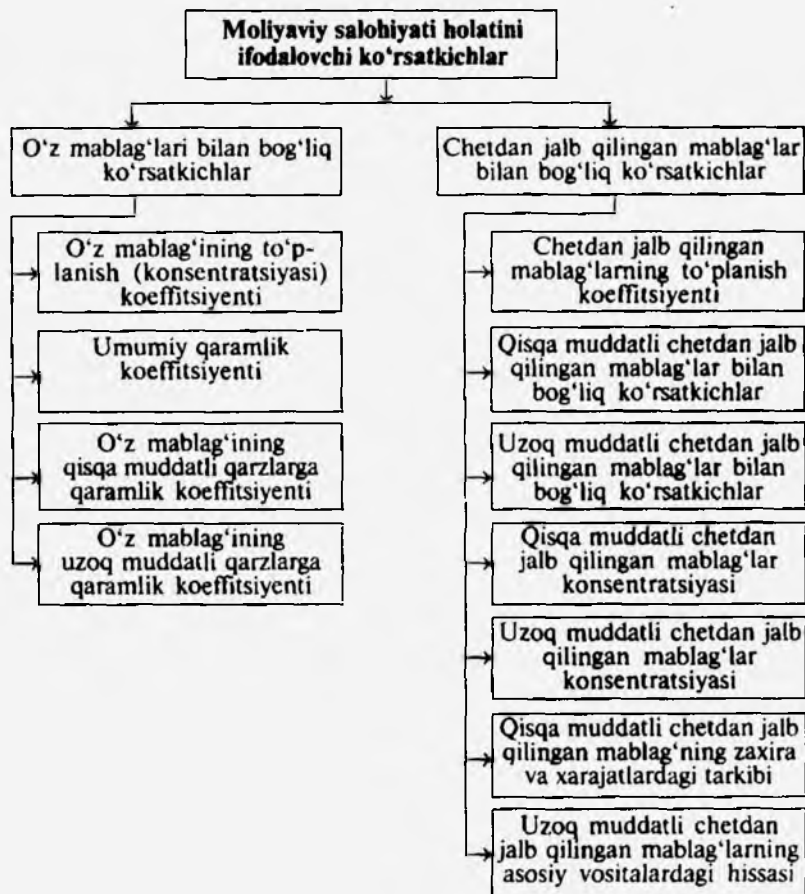 Moliyaviy salohiyati holatini
ifodalovchi ko‘rsatkichlar
O‘z mablag‘lari bilan bog‘liq
ko‘rsatkichlar
O‘z mablag‘ining to‘p-
lanish (konsentratsiyasi)
koeffitsiyenti
Umumiy qaramlik
koeffitsiyenti
O‘z mablag‘ining
qisqa muddatli qarzlarga
qaramlik koeffitsiyenti
O‘z mablag‘ining
uzoq muddatli qarzlarga
qaramlik koeffitsiyenti
Chetdan jalb qilingan mablag‘lar
bilan bog‘liq ko‘rsatkichlar
Chetdan jalb qilingan
mablag‘larning to‘planish
koeffitsiyenti
Qisqa muddatli chetdan jalb
qilingan mablag‘lar bilan
bog‘liq ko‘rsatkichlar
Uzoq muddatli chetdan jalb
qilingan mablag‘lar bilan
bog‘liq ko‘rsatkichlar
Qisqa muddatli chetdan
jalb qilingan mablag‘lar
konsentratsiyasi
Uzoq muddatli chetdan jalb
qilingan mablag‘lar
konsentratsiyasi
Qisqa muddatli chetdan jalb
qilingan mablag‘ning zaxira
va xarajatlardagi tarkibi
Uzoq muddatli chetdan
jalb qilingan mablag‘larning
asosiy vositalardagi hissasi